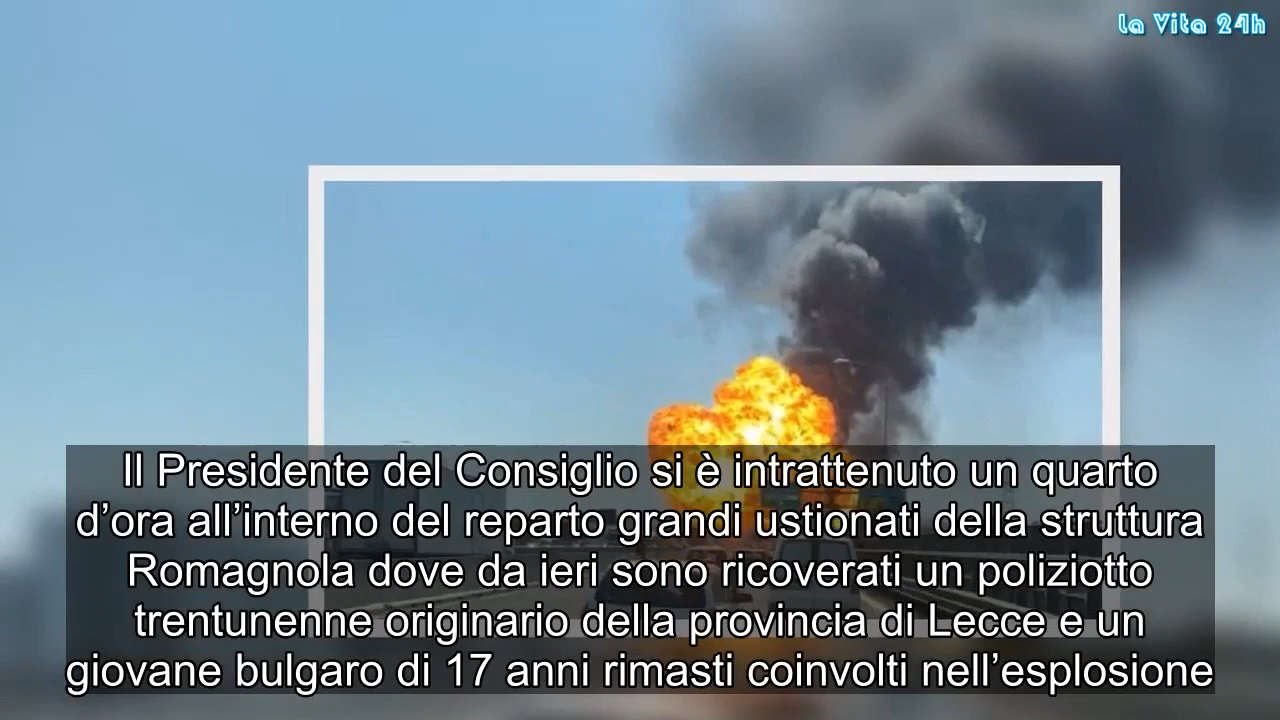 La Vita 24h
Il Presidente del Consiglio si è intrattenuto un quarto
d’ora all’interno del reparto grandi ustionati della struttura
Romagnola dove da ieri sono ricoverati un poliziotto
trentunenne originario della provincia di Lecce e un
giovane bulgaro di 17 anni rimasti coinvolti nell’esplosione